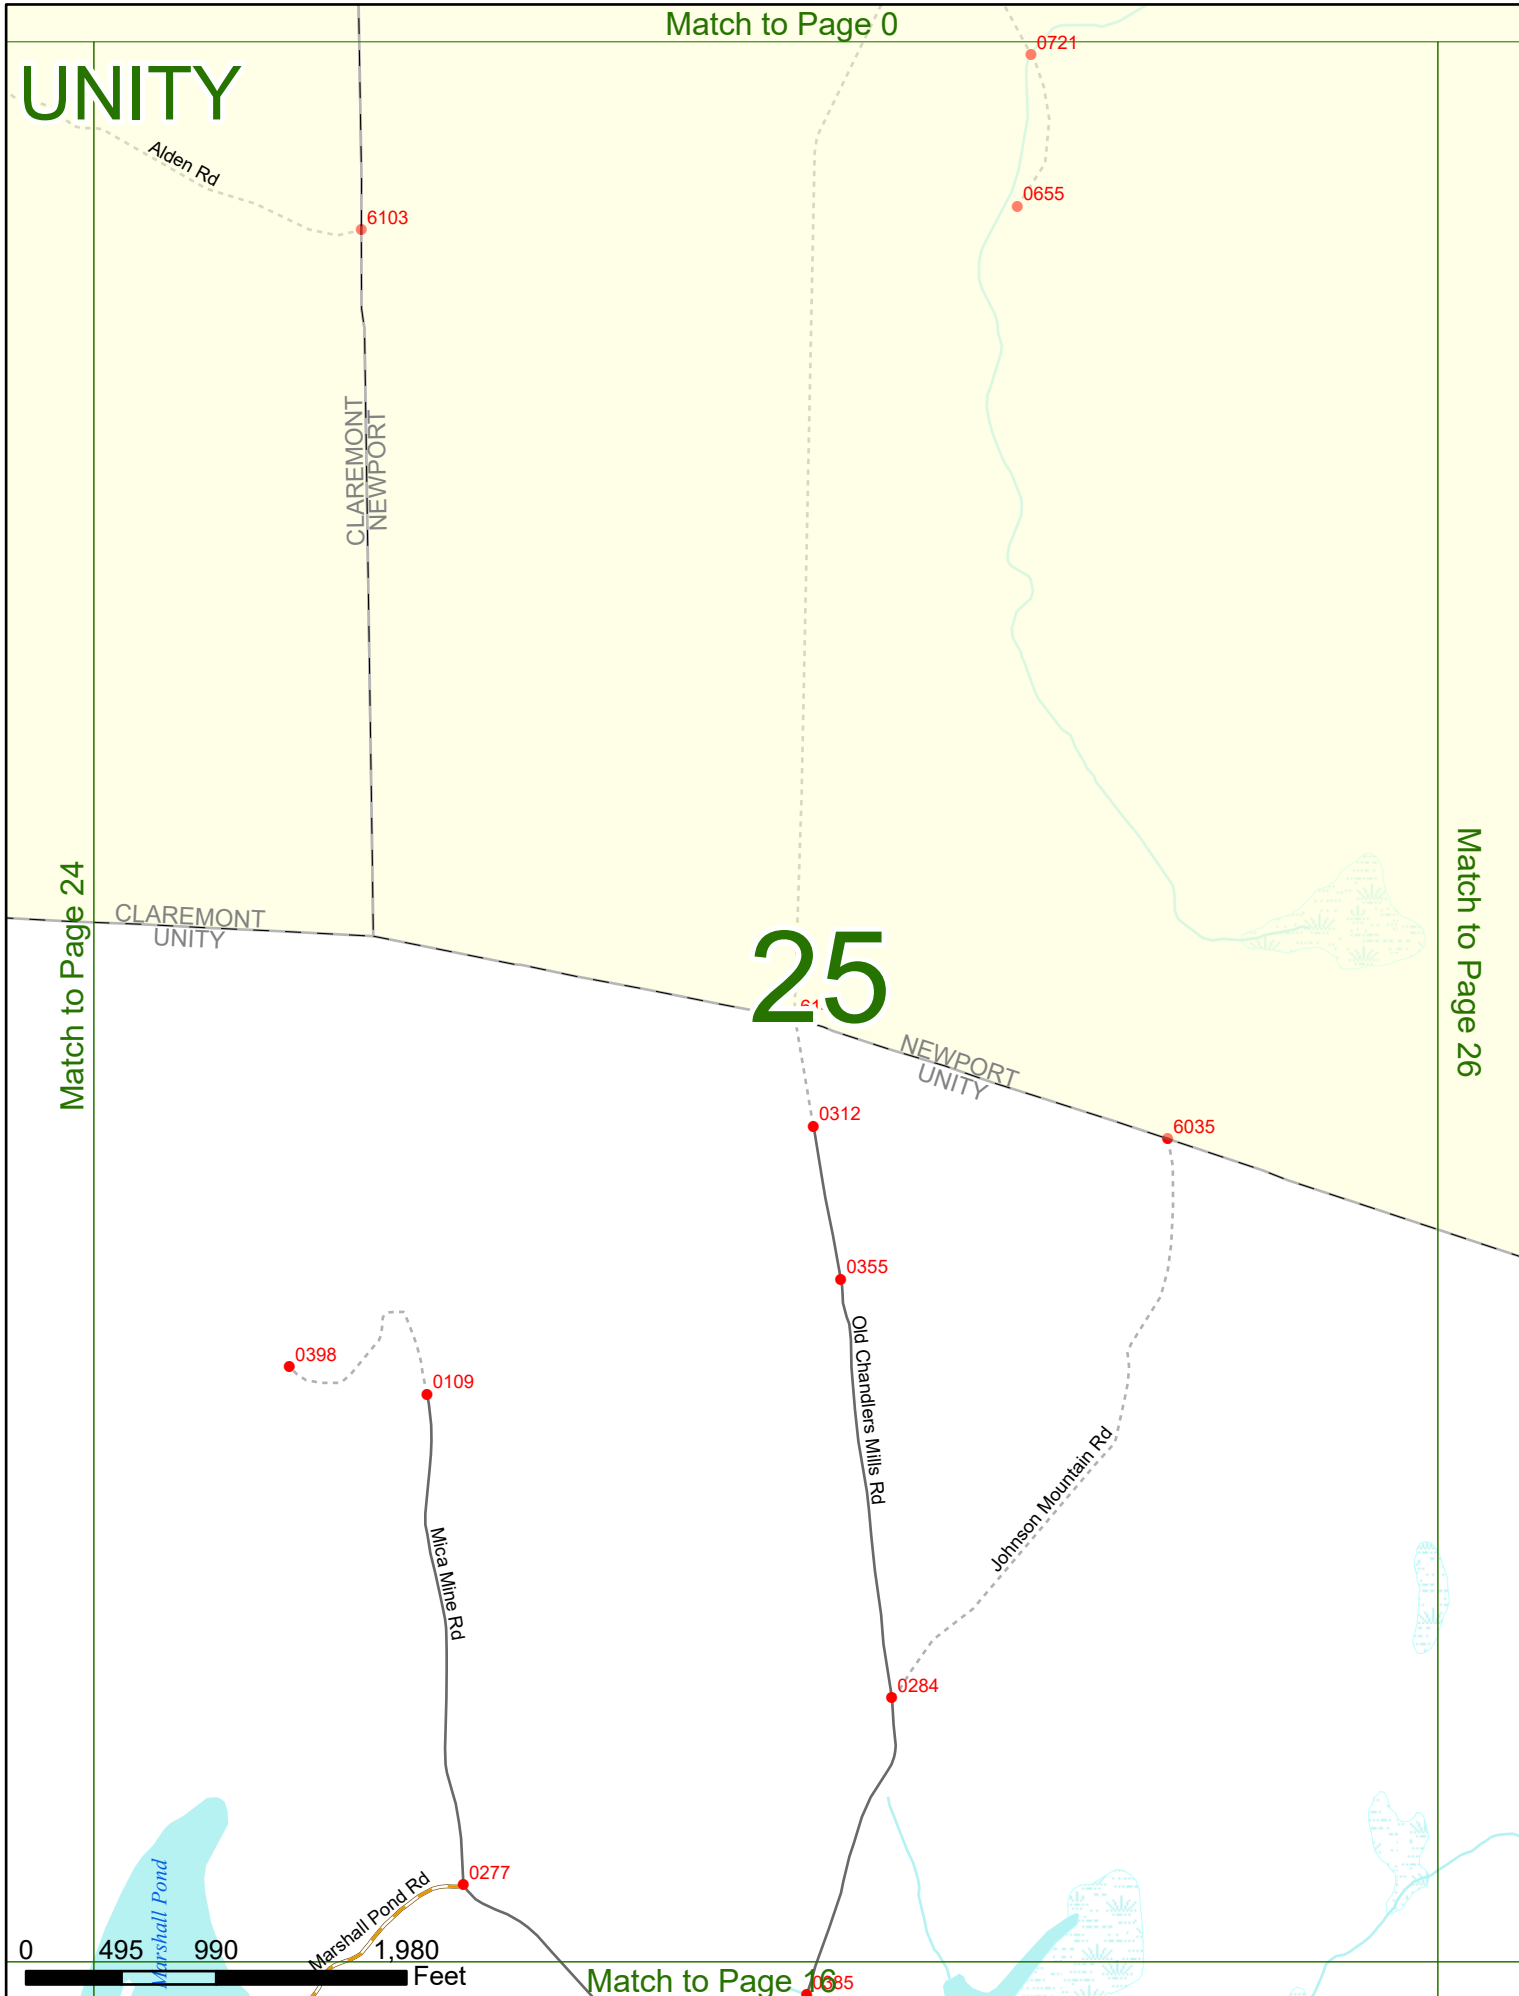 Match to Page 0
0721
UNITY
Alden Rd
0655
6103
CLAREMONT
NEWPORT
Match to Page 24
Match to Page 26
CLAREMONT
UNITY
25
NEWPORT
UNITY
0312
6035
0355
Old Chandlers Mills Rd
0398
0109
Johnson Mountain Rd
Mica Mine Rd
0284
Marshall Pond
Marshall Pond Rd
0277
0 495 990 1,980
Feet
Match to Page 16
0385